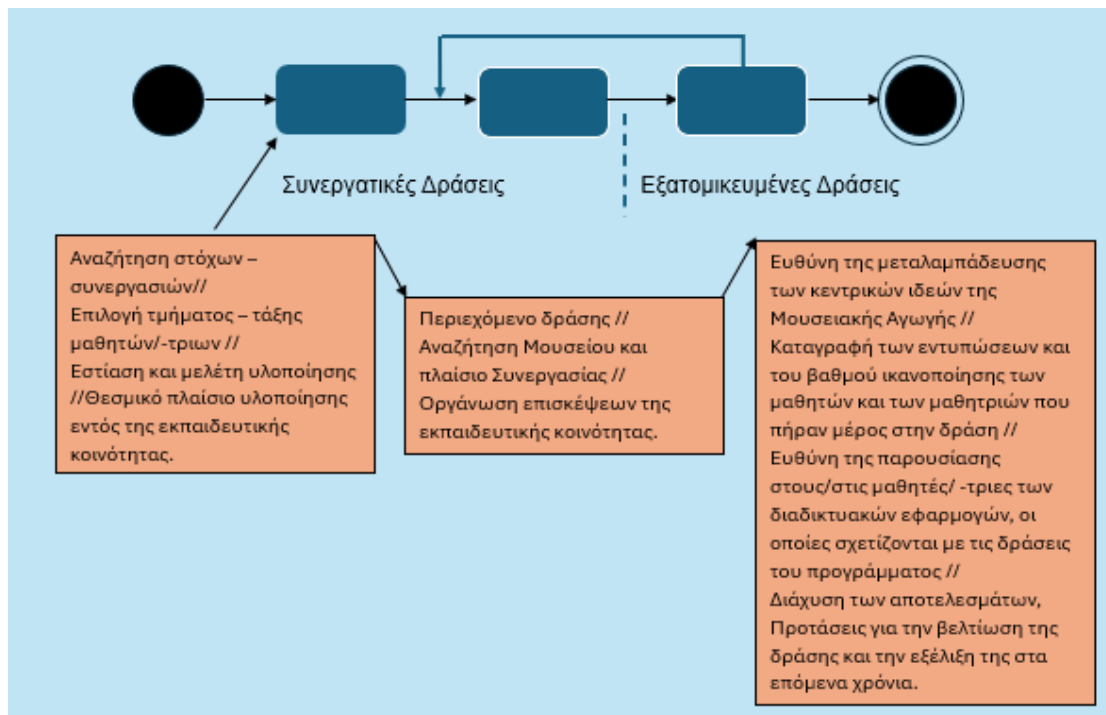 Συνεργατικές Δράσεις
Εξατομικευμένες Δράσεις
Αναζήτηση στόχων –
συνεργασιών//
Επιλογή τμήματος – τάξης
μαθητών/-τριων //
Εστίαση και μελέτη υλοποίησης
//Θεσμικό πλαίσιο υλοποίησης
εντός της εκπαιδευτικής
κοινότητας.
Περιεχόμενο δράσης //
Αναζήτηση Μουσείου και
πλαίσιο Συνεργασίας //
Οργάνωση επισκέψεων της
εκπαιδευτικής κοινότητας.
Ευθύνη της μεταλαμπάδευσης
των κεντρικών ιδεών της
Μουσειακής Αγωγής //
Καταγραφή των εντυπώσεων και
του βαθμού ικανοποίησης των
μαθητών και των μαθητριών που
πήραν μέρος στην δράση //
Ευθύνη της παρουσίασης
στους/στις μαθητές/ -τριες των
διαδικτυακών εφαρμογών, οι
οποίες σχετίζονται με τις δράσεις
του προγράμματος //
Διάχυση των αποτελεσμάτων,
Προτάσεις για την βελτίωση της
δράσης και την εξέλιξη της στα
επόμενα χρόνια.